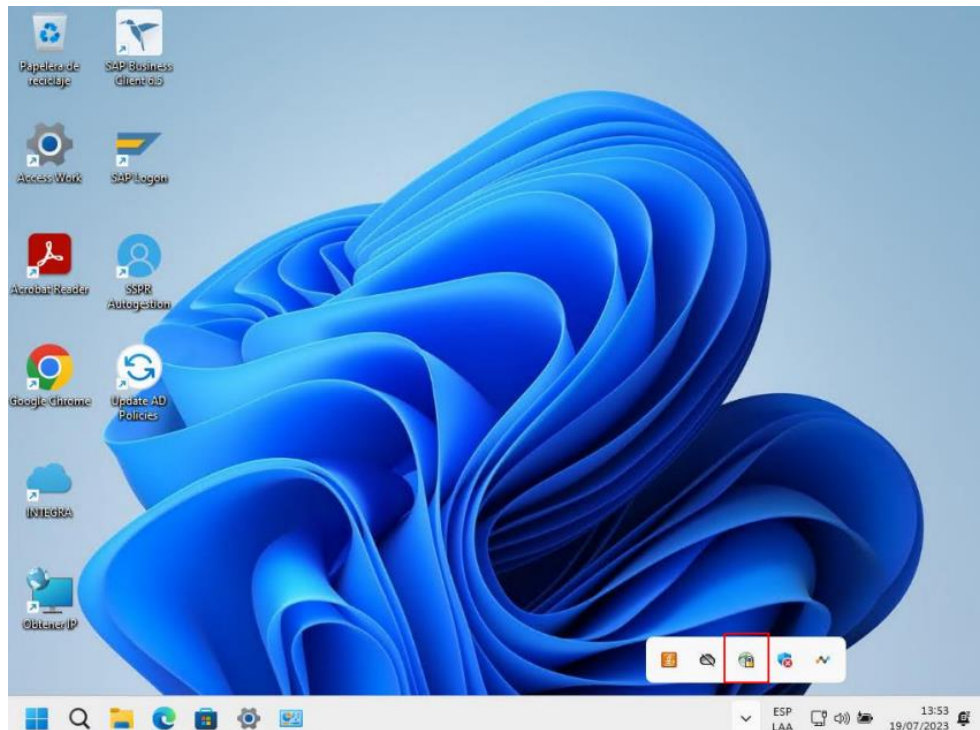 Papelera de
reciclaje
SAP Business
Client 6.5
Access Work
SAP Logon
Acrobat Reader
SSPR
Autogestion
Google Chrome
Update AD
Policies
INTEGRA
Obtener IP
ESP
LAA
13:53
19/07/2023